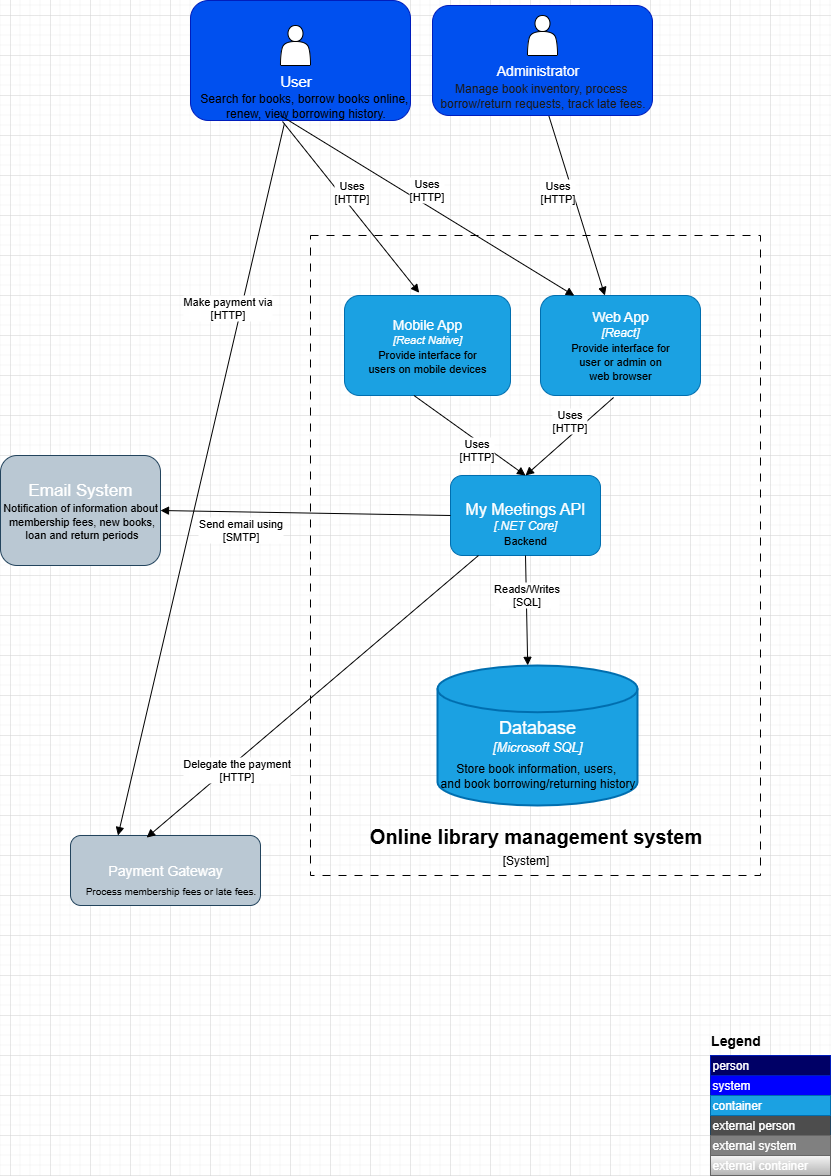 User
Search for books, borrow books online,
renew, view borrowing history.
Administrator
Manage book inventory, process
borrow/return requests, track late fees.
Uses
[HTTP]
Uses
[HTTP]
Uses
[HTTP]
Make payment via
[HTTP]
Mobile App
[React Native]
Provide interface for
users on mobile devices
Web App
[React]
Provide interface for
user or admin on
web browser
Uses
[HTTP]
Uses
[HTTP]
Email System
Notification of information about
membership fees, new books,
loan and return periods
Send email using
[SMTP]
My Meetings API
[.NET Core]
Backend
Reads/Writes
[SQL]
Database
[Microsoft SQL]
Store book information, users,
and book borrowing/returning history
Delegate the payment
[HTTP]
Online library management system
[System]
Payment Gateway
Process membership fees or late fees.
Legend
person
system
container
external person
external system
external container